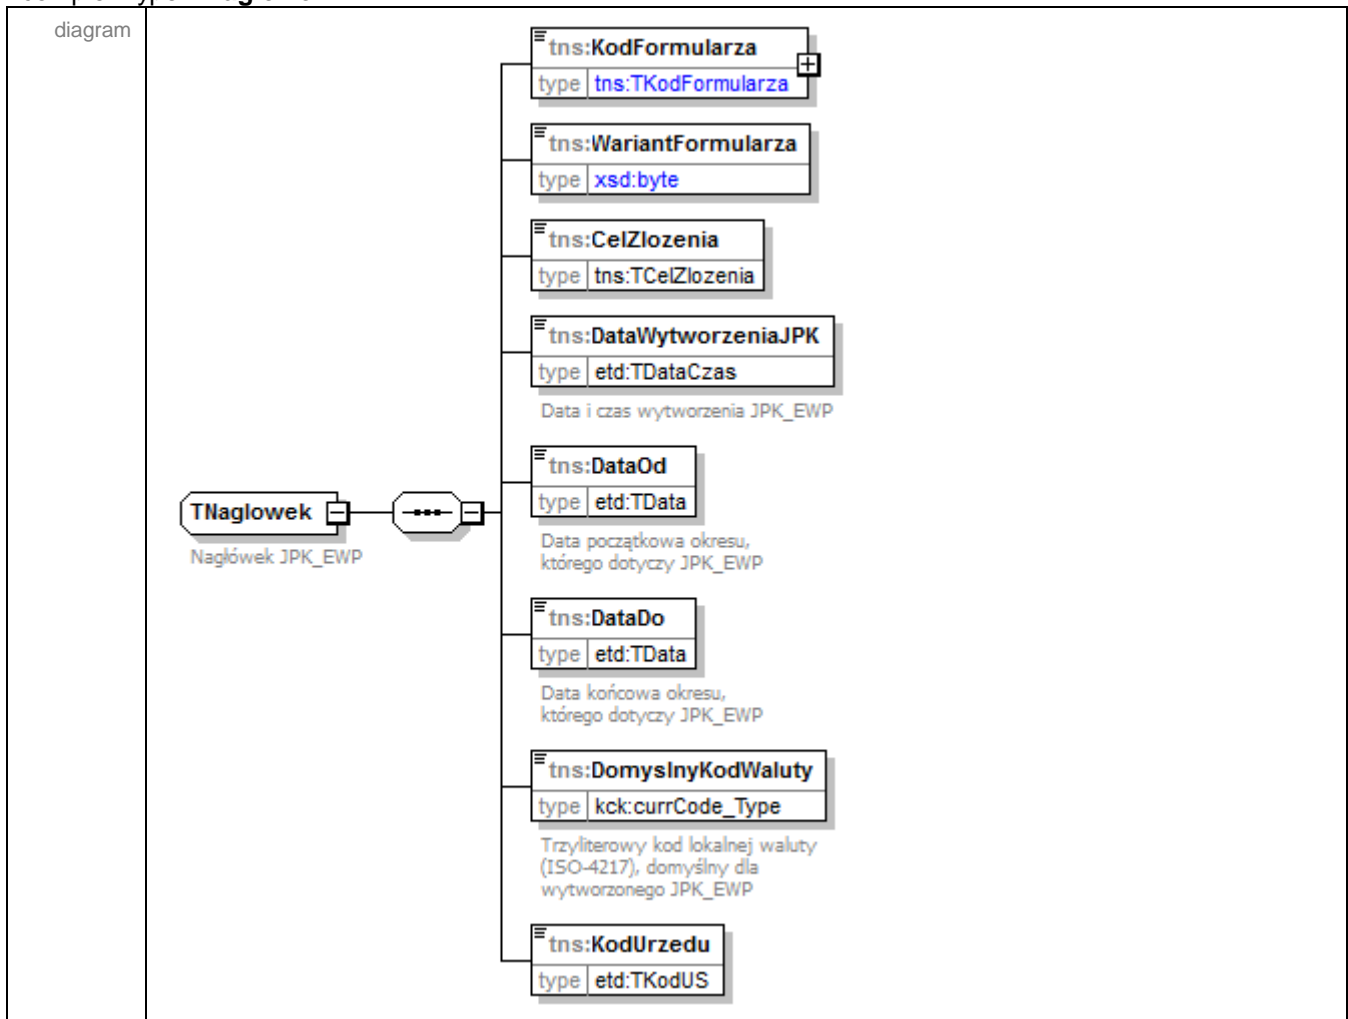 diagram
tns:KodFormularza
type tns:TKodFormularza
tns:WariantFormularza
type xsd:byte
tns:CelZlozenia
type tns:TCelZlozenia
tns:DataWytworzeniaJPK
type etd:TDataCzas
Data i czas wytworzenia JPK_EWP
tns:DataOd
type etd:TData
Data początkowa okresu,
którego dotyczy JPK_EWP
TNaglowek
Nagłówek JPK_EWP
tns:DataDo
type etd:TData
Data końcowa okresu,
którego dotyczy JPK_EWP
tns:DomyslnyKodWaluty
type kck:currCode_Type
Trzyliterowy kod lokalnej waluty
(ISO-4217), domyślny dla
wytworzonego JPK_EWP
tns:KodUrzedu
type etd:TKodUS